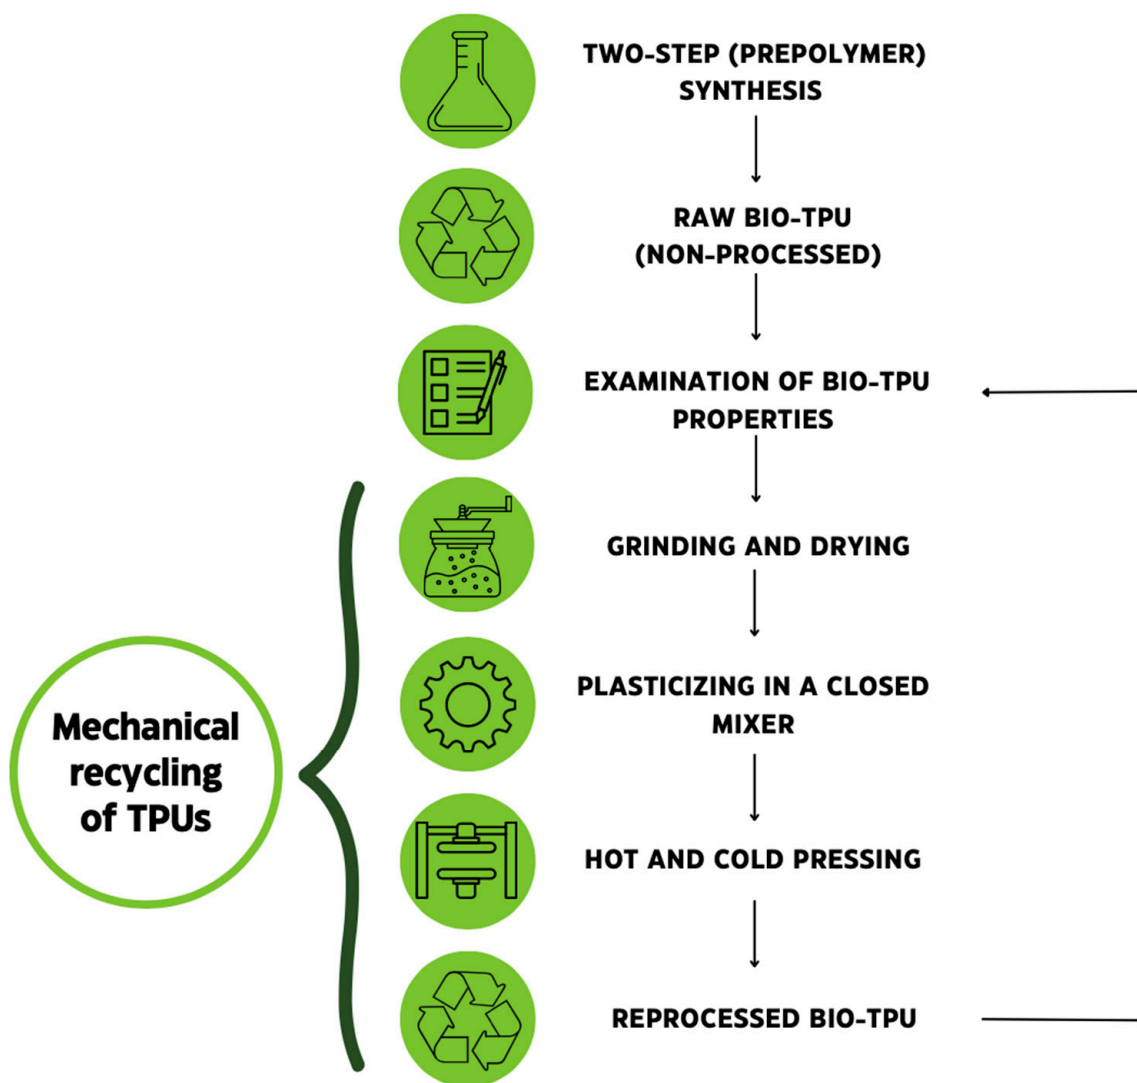 TWO-STEP (PREPOLYMER)
SYNTHESIS
RAW BIO-TPU
(NON-PROCESSED)
EXAMINATION OF BIO-TPU
PROPERTIES
GRINDING AND DRYING
PLASTICIZING IN A CLOSED
MIXER
HOT AND COLD PRESSING
REPROCESSED BIO-TPU
Mechanical
recycling
of TPUs